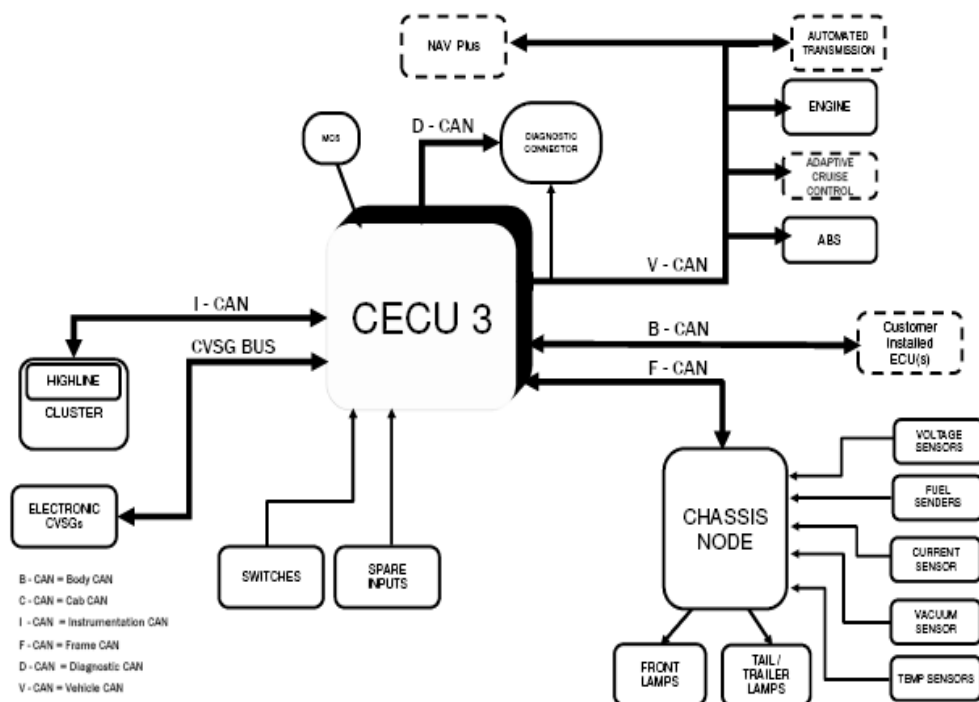 NAV Plus
AUTOMATED
TRANSMISSION
ENGINE
ADAPTIVE
CRUISE
CONTROL
ABS
MCS
D - CAN
DIAGNOSTIC
CONNECTOR
V - CAN
CECU 3
I - CAN
CVSG BUS
HIGHLINE
CLUSTER
B - CAN
Customer
Installed
ECU(s)
F - CAN
ELECTRONIC
CVSGs
SWITCHES
SPARE
INPUTS
CHASSIS
NODE
VOLTAGE
SENSORS
FUEL
SENDERS
CURRENT
SENSOR
VACUUM
SENSOR
TEMP SENSORS
FRONT
LAMPS
TAIL /
TRAILER
LAMPS
B - CAN = Body CAN
C - CAN = Cab CAN
I - CAN = Instrumentation CAN
F - CAN = Frame CAN
D - CAN = Diagnostic CAN
V - CAN = Vehicle CAN